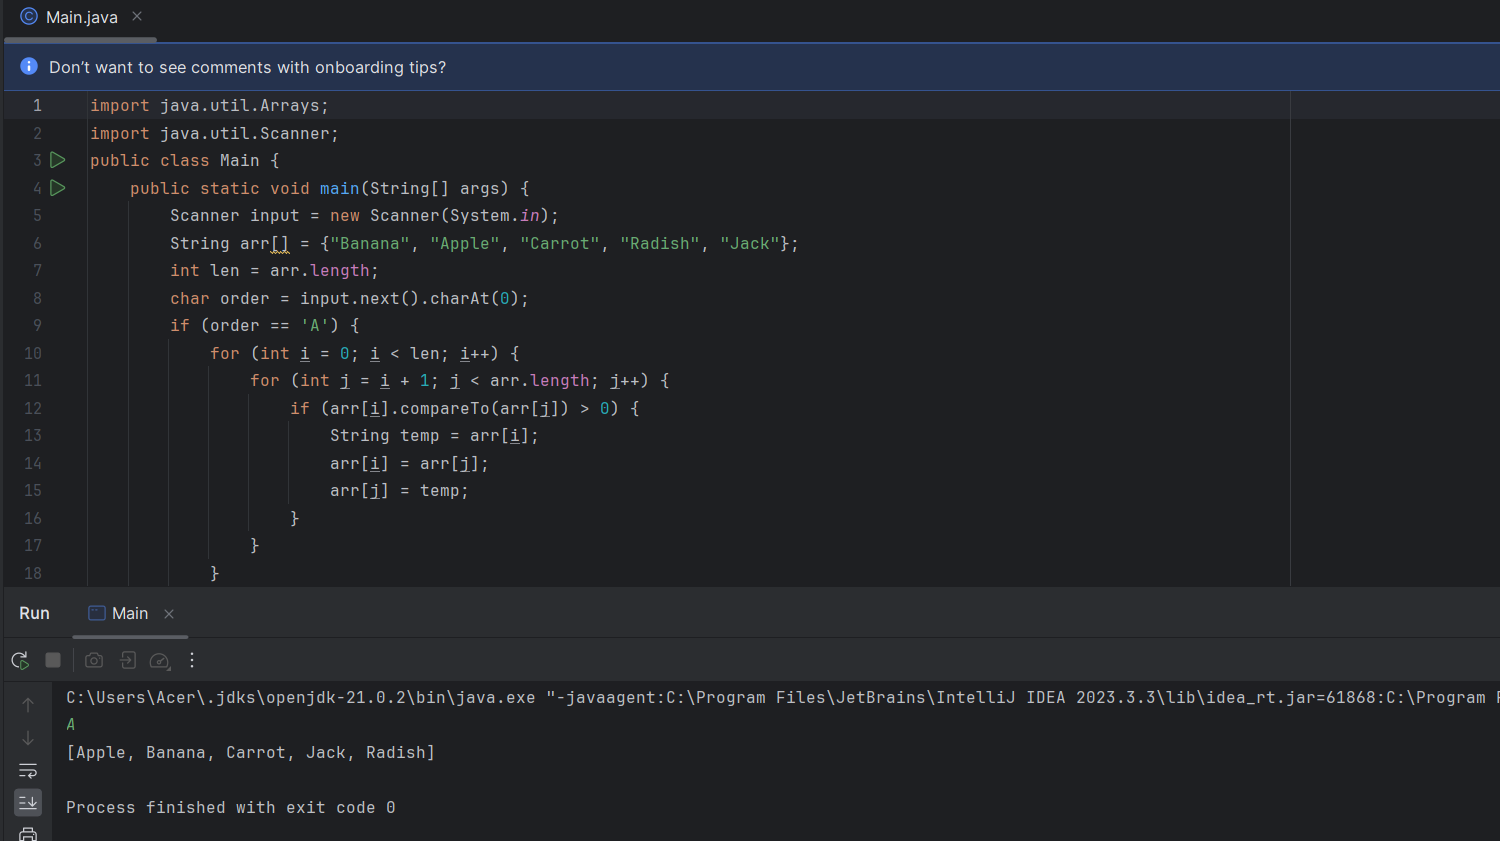 Main.java
Don't want to see comments with onboarding tips?
1 import java.util.Arrays;
2 import java.util.Scanner;
3 public class Main {
4 public static void main(String[] args) {
5 Scanner input = new Scanner(System.in);
6 String arr[] = {"Banana", "Apple", "Carrot", "Radish", "Jack"};
7 int len = arr.length;
8 char order = input.next().charAt(0);
9 if (order == 'A') {
10 for (int i = 0; i < len; i++) {
11 for (int j = i + 1; j < arr.length; j++) {
12 if (arr[i].compareTo(arr[j]) > 0) {
13 String temp = arr[i];
14 arr[i] = arr[j];
15 arr[j] = temp;
16 }
17 }
18 }
Run Main
C:\Users\Acer\.jdks\openjdk-21.0.2\bin\java.exe "-javaagent:C:\Program Files\JetBrains\IntelliJ IDEA 2023.3.3\lib\idea_rt.jar=61868:C:\Program
A
[Apple, Banana, Carrot, Jack, Radish]
Process finished with exit code 0